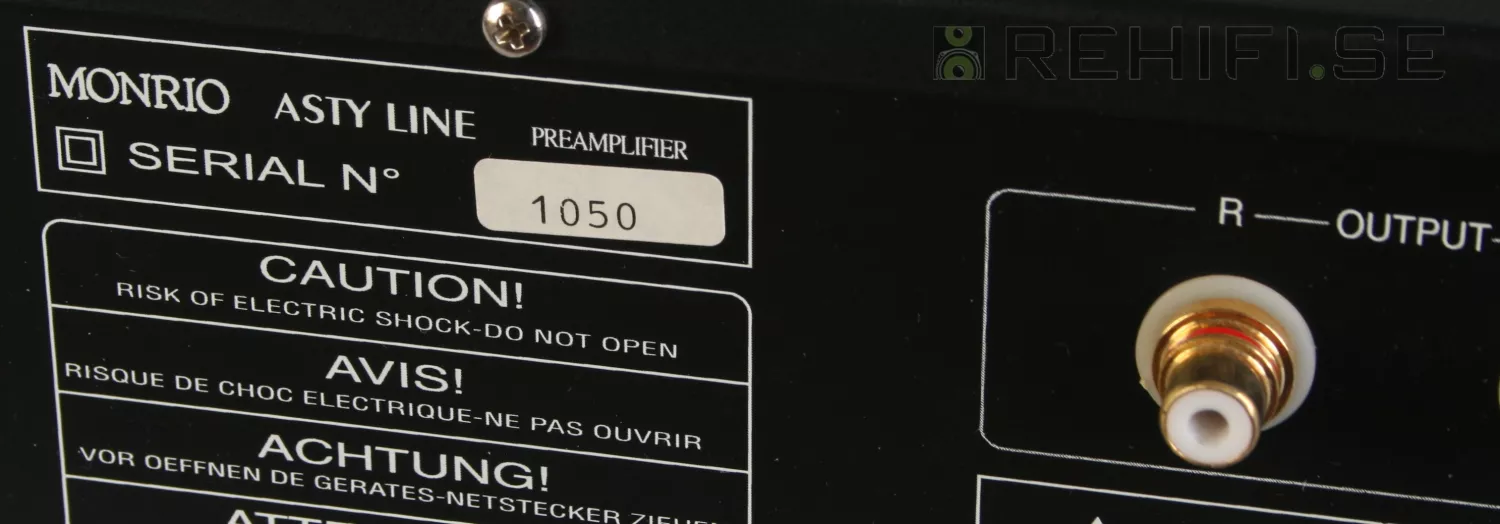 REHIFI.SE
MONRIO ASTY LINE PREAMPLIFIER
SERIAL N°
1050
CAUTION!
RISK OF ELECTRIC SHOCK-DO NOT OPEN
AVIS!
RISQUE DE CHOC ELECTRIQUE-NE PAS OUVRIR
ACHTUNG!
VOR OEFFNEN DE GERATES-NETSTECKER
R OUTPUT